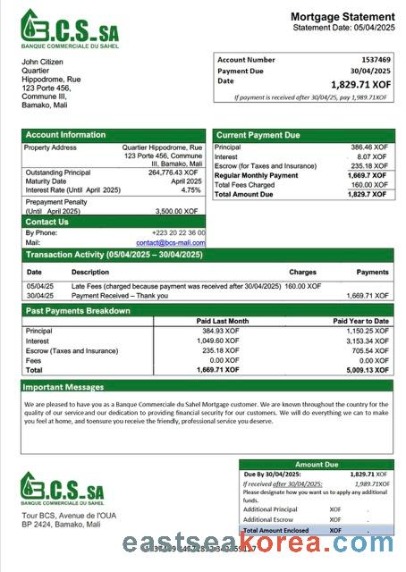 B.C.S_SA
BANQUE COMMERCIALE DU SAHEL
Mortgage Statement
Statement Date: 05/04/2025
John Citizen
Quartier
Hippodrome, Rue
123 Porte 456,
Commune III,
Bamako, Mali
Account Number 1537469
Payment Due 30/04/2025
Date
1,829.71 XOF
If payment is received after 30/04/25, pay 1,989.71XOF
Account Information
Property Address Quartier Hippodrome, Rue
123 Porte 456, Commune
III, Bamako, Mali
Outstanding Principal 264,776.43 XOF
Maturity Date April 2025
Interest Rate (Until April 2025) 4.75%
Prepayment Penalty
(Until April 2025) 3,500.00 XOF
Contact Us
By Phone: +223 20 22 36 00
Mail: contact@bcs-mali.com
Current Payment Due
Principal 386.46 XOF
Interest 8.07 XOF
Escrow (for Taxes and Insurance) 235.18 XOF
Regular Monthly Payment 1,669.7 XOF
Total Fees Charged 160.00 XOF
Total Amount Due 1,829.7 XOF
Transaction Activity (05/04/2025 – 30/04/2025)
Date Description Charges Payments
05/04/25 Late Fees (charged because payment was received after 30/04/2025) 160.00 XOF
30/04/25 Payment Received – Thank you 1,669.71 XOF
Past Payments Breakdown
Paid Last Month Paid Year to Date
Principal 384.93 XOF 1,150.25 XOF
Interest 1,049.60 XOF 3,153.34 XOF
Escrow (Taxes and Insurance) 235.18 XOF 705.54 XOF
Fees 0.00 XOF 0.00 XOF
Total 1,669.71 XOF 5,009.13 XOF
Important Messages
We are pleased to have you as a Banque Commerciale du Sahel Mortgage customer. We are known throughout the country for the
quality of our service and our dedication to providing financial security for our customers. We will do everything we can to make
you feel at home, and toensure you receive the friendly, professional service you deserve.
B.C.S_SA
BANQUE COMMERCIALE DU SAHEL
Tour BCS, Avenue de l'OUA
BP 2424, Bamako, Mali
Amount Due
Due By 30/04/2025: 1,829.71 XOF
If received after 30/04/25: 1,989.71XOF
Please designate how you want us to apply any additional
funds.
Additional Principal XOF
Additional Escrow XOF
Total Amount Enclosed XOF
eastseakorea.com